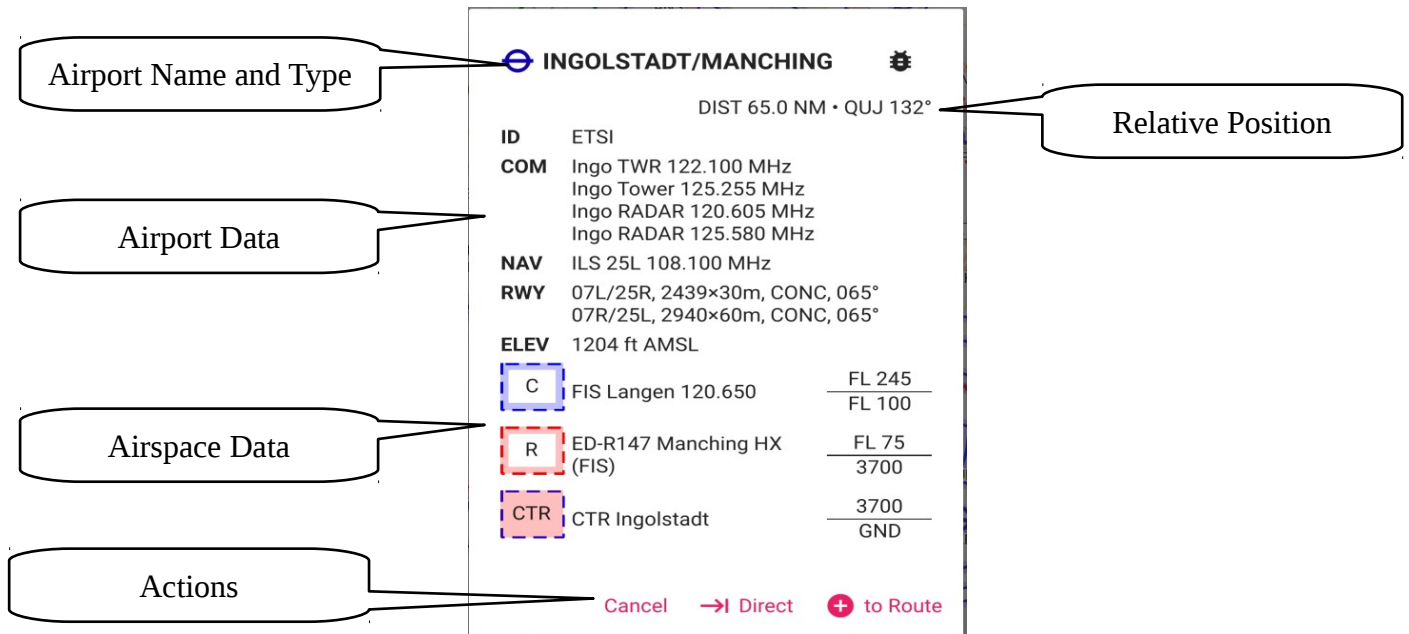 Airport Name and Type
INGOLSTADT/MANCHING
DIST 65.0 NM • QUJ 132°
Relative Position
ID ETSI
COM Ingo TWR 122.100 MHz
Ingo Tower 125.255 MHz
Ingo RADAR 120.605 MHz
Ingo RADAR 125.580 MHz
Airport Data
NAV ILS 25L 108.100 MHz
RWY 07L/25R, 2439×30m, CONC, 065°
07R/25L, 2940×60m, CONC, 065°
ELEV 1204 ft AMSL
C FIS Langen 120.650 FL 245
FL 100
Airspace Data
R ED-R147 Manching HX FL 75
(FIS) 3700
CTR CTR Ingolstadt 3700
GND
Actions
Cancel Direct to Route